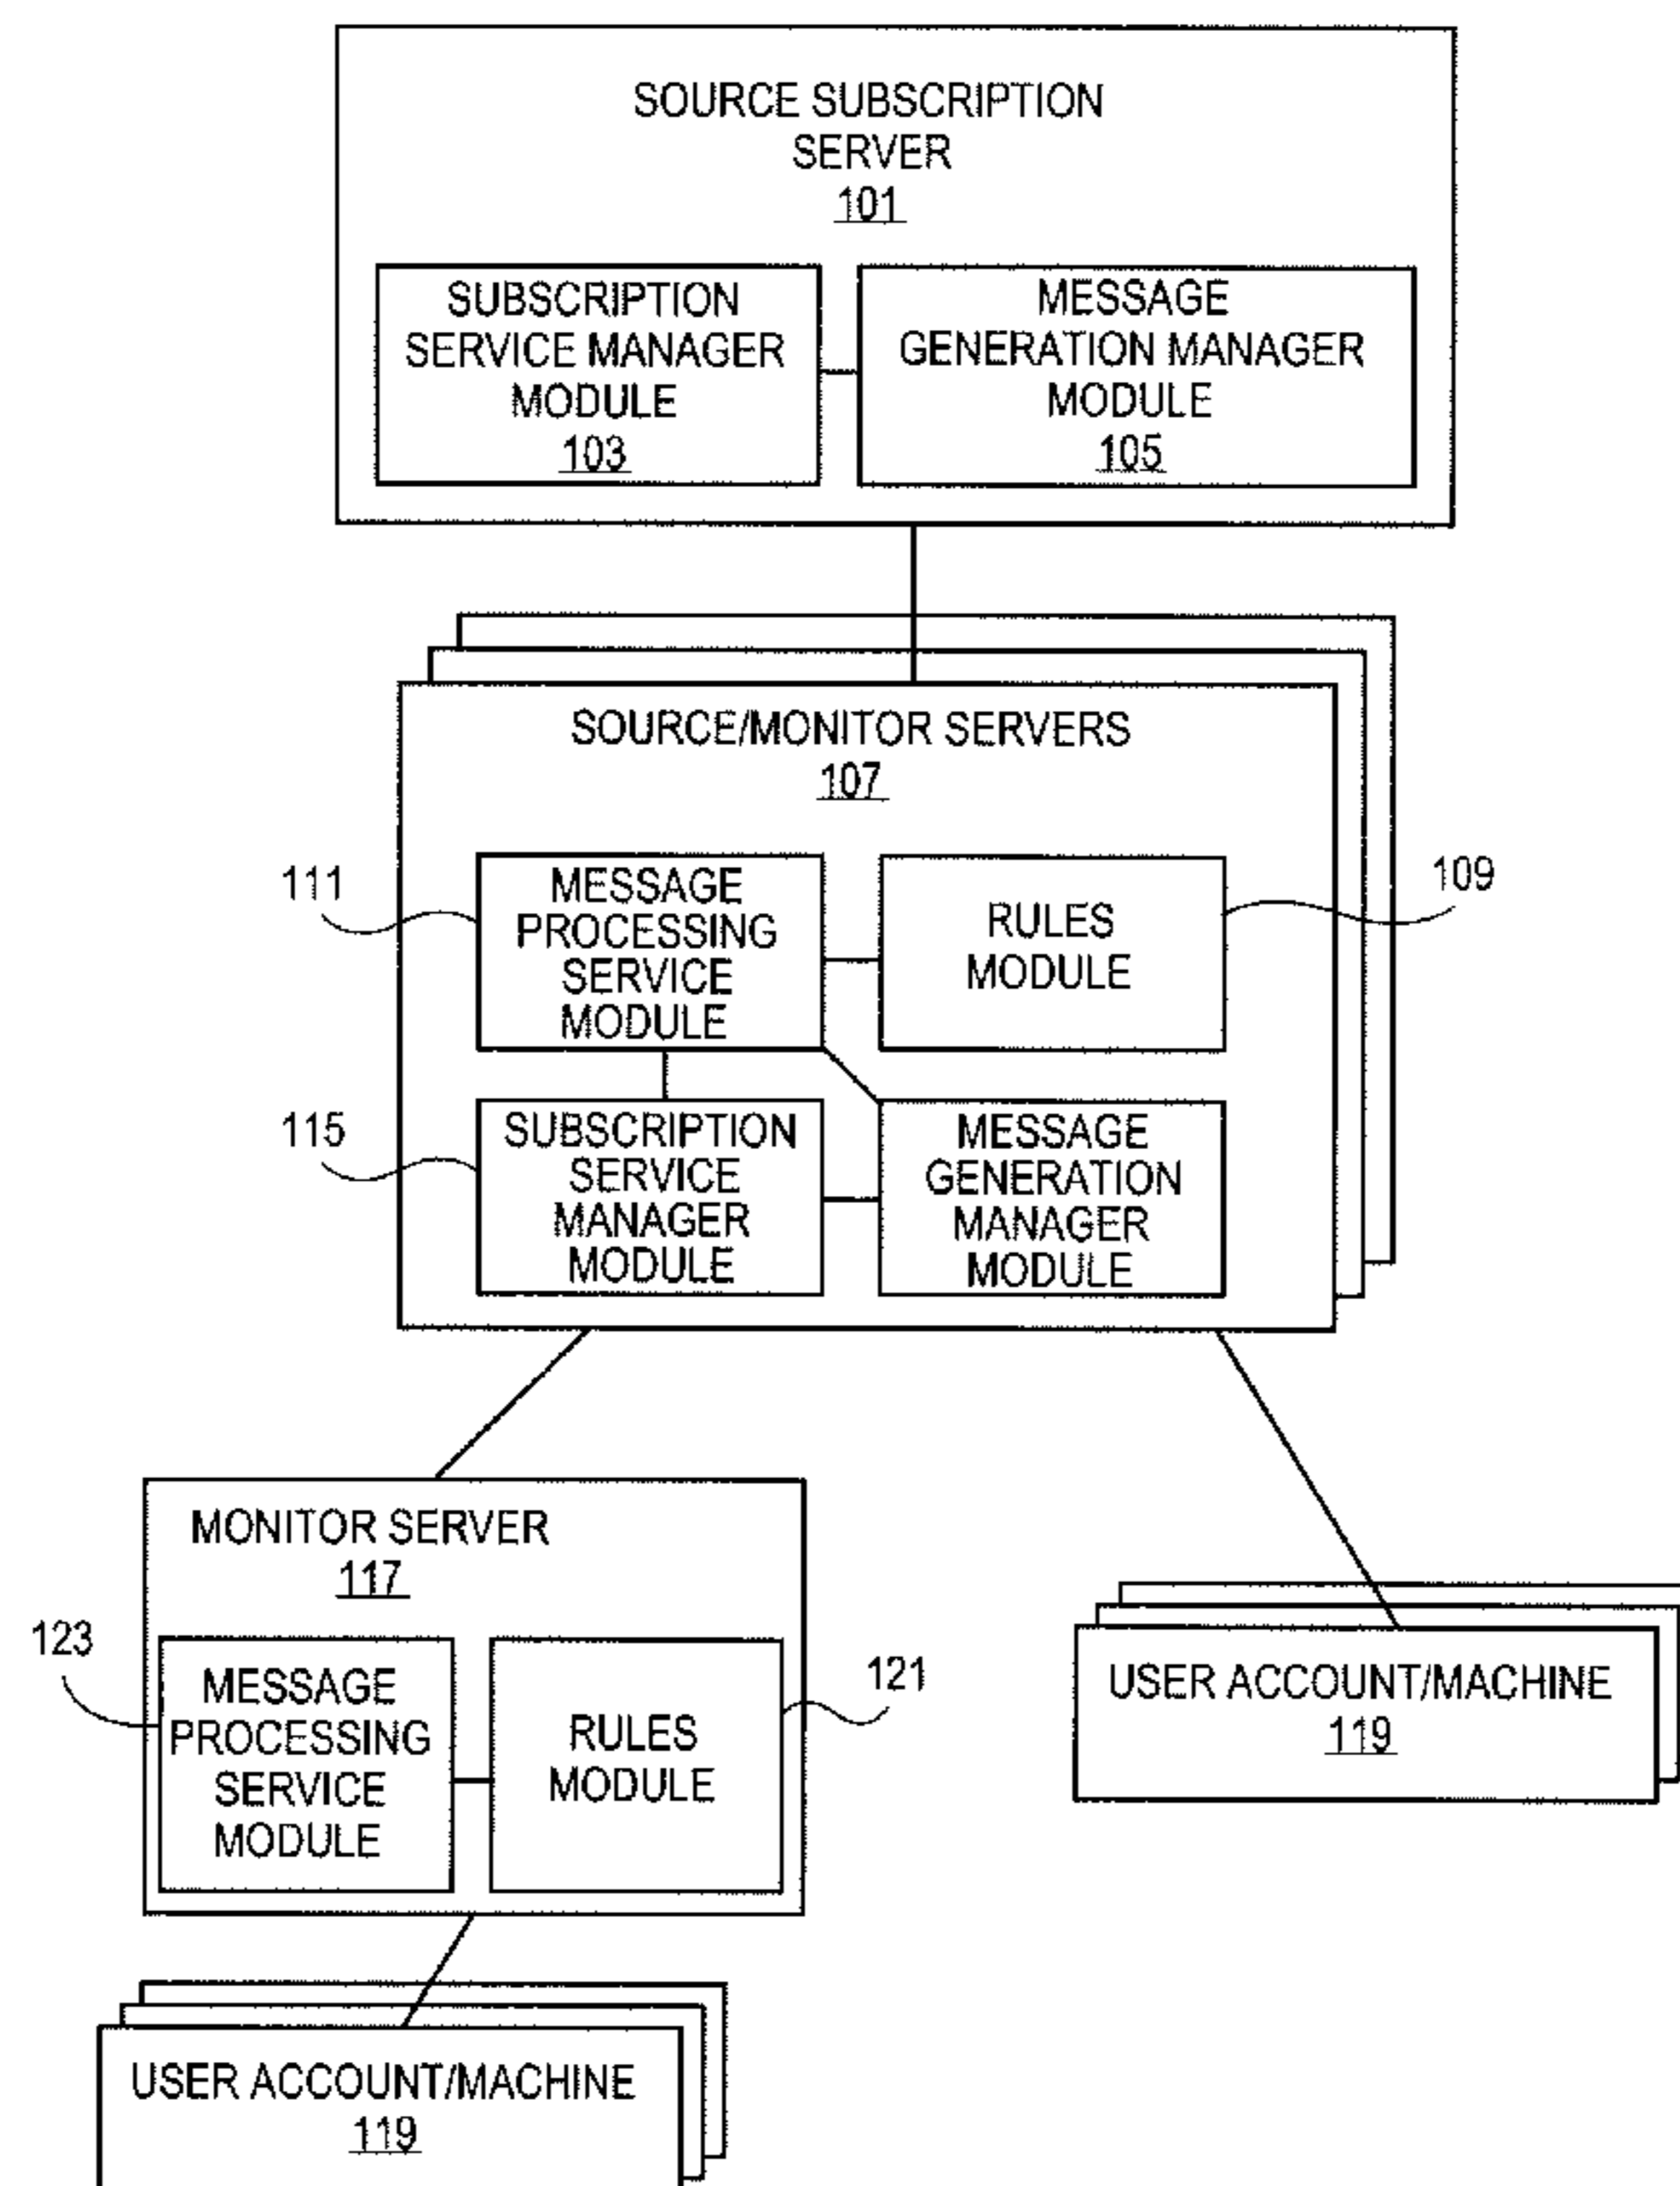 SOURCE SUBSCRIPTION
SERVER
101
SUBSCRIPTION
SERVICE MANAGER
MODULE
103
MESSAGE
GENERATION MANAGER
MODULE
105
SOURCE/MONITOR SERVERS
107
111
MESSAGE
PROCESSING
SERVICE
MODULE
RULES
MODULE
109
115
SUBSCRIPTION
SERVICE
MANAGER
MODULE
MESSAGE
GENERATION
MANAGER
MODULE
MONITOR SERVER
117
123
MESSAGE
PROCESSING
SERVICE
MODULE
RULES
MODULE
121
USER ACCOUNT/MACHINE
119
USER ACCOUNT/MACHINE
119